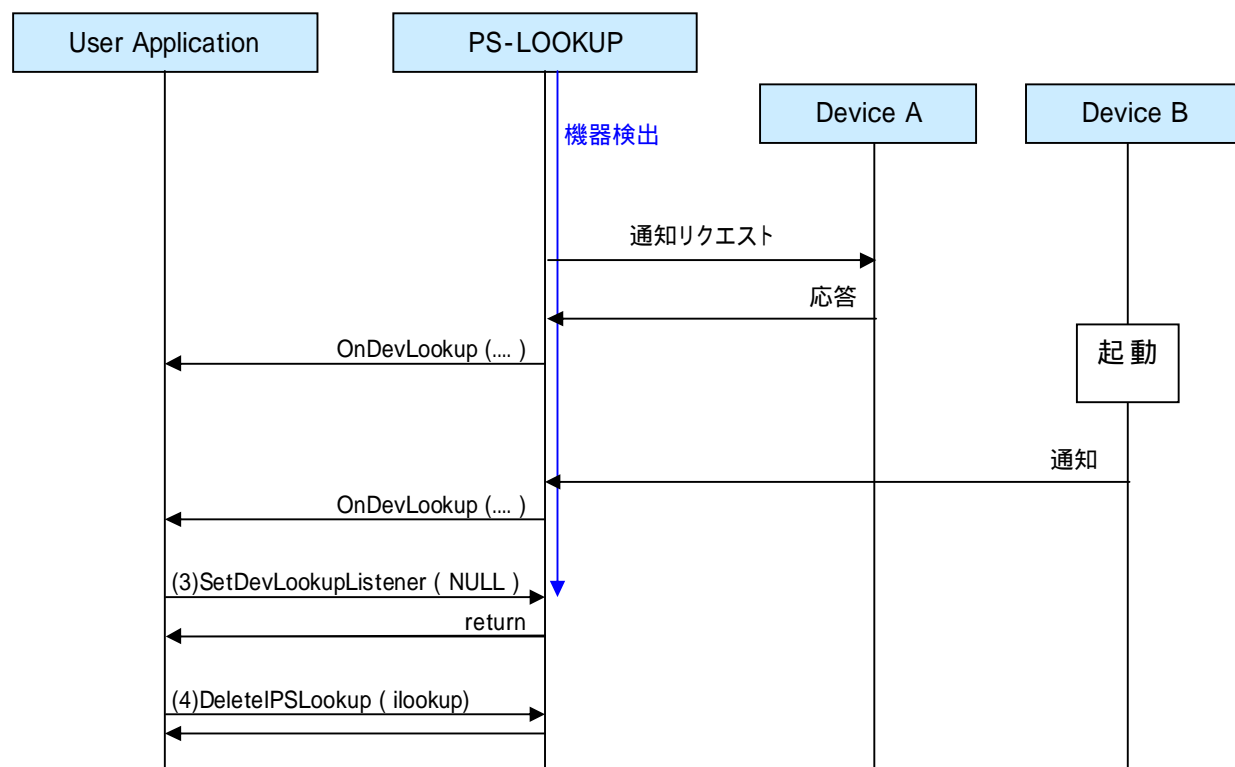 User Application
PS-LOOKUP
Device A
Device B
機器検出
通知リクエスト
応答
OnDevLookup (.... )
起 動
通知
OnDevLookup (.... )
(3)SetDevLookupListener ( NULL )
return
(4)DeleteIPSLookup ( ilookup)